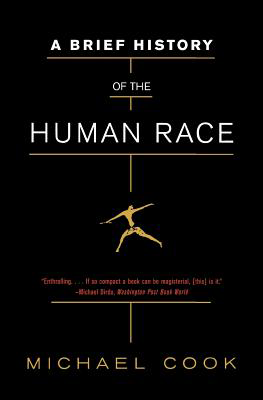 A BRIEF HISTORY
OF THE
HUMAN RACE
"Enthralling. . . . If so compact a book can be magisterial, [this] is it."
–Michael Dirda, Washington Post Book World
MICHAEL COOK